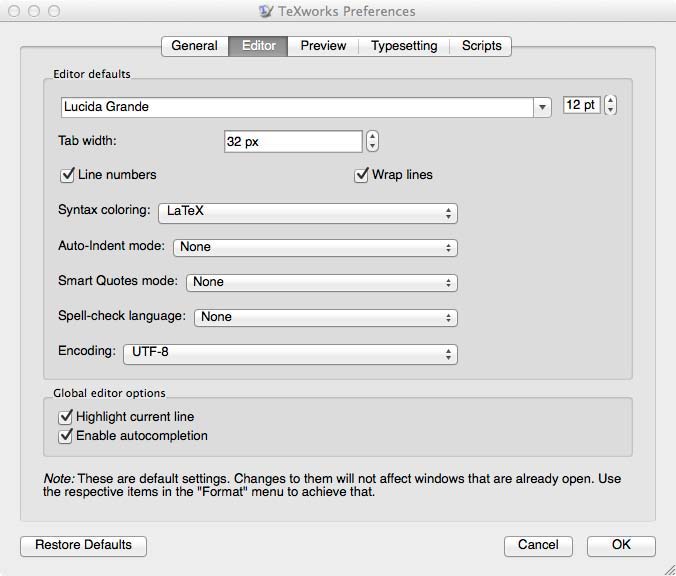 TeXworks Preferences
General Editor Preview Typesetting Scripts
Editor defaults
Lucida Grande 12 pt
Tab width: 32 px
Line numbers Wrap lines
Syntax coloring: LaTeX
Auto-Indent mode: None
Smart Quotes mode: None
Spell-check language: None
Encoding: UTF-8
Global editor options
Highlight current line
Enable autocompletion
Note: These are default settings. Changes to them will not affect windows that are already open. Use
the respective items in the "Format" menu to achieve that.
Restore Defaults Cancel OK